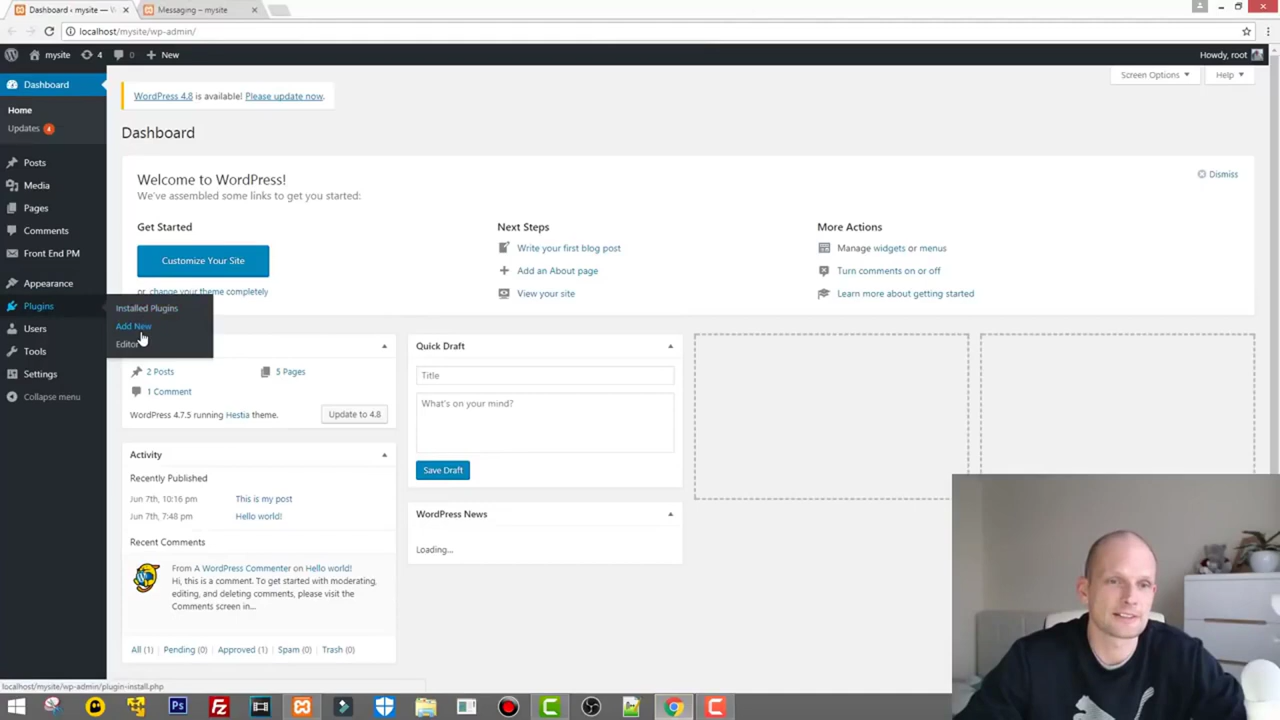 Dashboard ‹ mysite — W
Messaging – mysite
localhost/mysite/wp-admin/
mysite
4
0
New
Howdy, root
Dashboard
Screen Options
Help
WordPress 4.8 is available! Please update now.
Home
Updates 4
Dashboard
Posts
Media
Pages
Comments
Front End PM
Appearance
Plugins
Users
Tools
Settings
Collapse menu
Installed Plugins
Add New
Editor
Welcome to WordPress!
Dismiss
We've assembled some links to get you started:
Get Started
Customize Your Site
or, change your theme completely
Next Steps
Write your first blog post
Add an About page
View your site
More Actions
Manage widgets or menus
Turn comments on or off
Learn more about getting started
2 Posts
5 Pages
1 Comment
WordPress 4.7.5 running Hestia theme.
Update to 4.8
Activity
Recently Published
Jun 7th, 10:16 pm This is my post
Jun 7th, 7:48 pm Hello world!
Recent Comments
From A WordPress Commenter on Hello world!
Hi, this is a comment. To get started with moderating,
editing, and deleting comments, please visit the
Comments screen in...
All (1) Pending (0) Approved (1) Spam (0) Trash (0)
Quick Draft
Title
What's on your mind?
Save Draft
WordPress News
Loading...
localhost/mysite/wp-admin/plugin-install.php
Ps
Fz